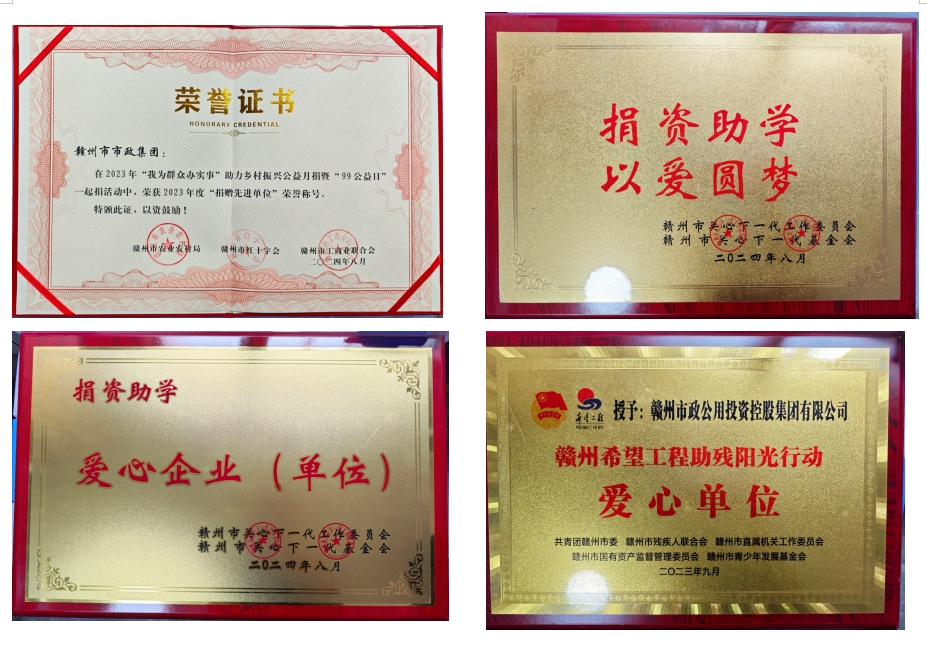 荣誉证书
HONORARY CREDENTIAL
赣州市市政集团：
在2023年“我为群众办实事”助力乡村振兴公益月捐暨“99公益日”
一起捐活动中，荣获2023年度“捐赠先进单位”荣誉称号。
特颁此证，以资鼓励！
赣州市农业农村局 赣州市红十字会 赣州市工商业联合会
二〇二四年八月
捐资助学
以爱圆梦
赣州市关心下一代工作委员会
赣州市关心下一代基金会
二〇二四年八月
捐资助学
爱心企业（单位）
赣州市关心下一代工作委员会
赣州市关心下一代基金会
二〇二四年八月
希望工程
PROJECT HOPE
授予：赣州市政公用投资控股集团有限公司
赣州希望工程助残阳光行动
爱心单位
共青团赣州市委 赣州市残疾人联合会 赣州市直属机关工作委员会
赣州市国有资产监督管理委员会 赣州市青少年发展基金会
二〇二三年九月